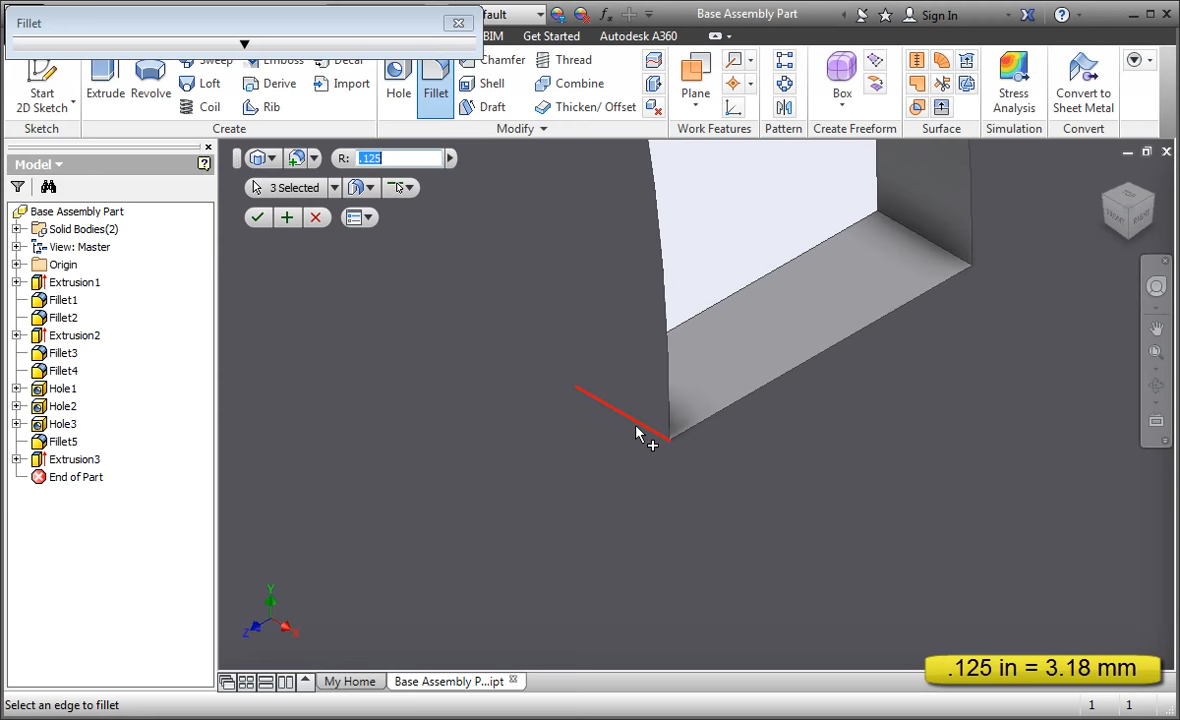 Fillet
fault
Base Assembly Part
Sign In
BIM
Get Started
Autodesk A360
Start
2D Sketch
Extrude
Revolve
Sweep
Loft
Coil
Emboss
Derive
Rib
Decal
Import
Hole
Fillet
Chamfer
Shell
Draft
Thread
Combine
Thicken/ Offset
Plane
Box
Stress
Analysis
Convert to
Sheet Metal
Sketch
Create
Modify
Work Features
Pattern
Create Freeform
Surface
Simulation
Convert
Model
R: .125
3 Selected
Base Assembly Part
Solid Bodies(2)
View: Master
Origin
Extrusion1
Fillet1
Fillet2
Extrusion2
Fillet3
Fillet4
Hole1
Hole2
Hole3
Fillet5
Extrusion3
End of Part
FRONT
RIGHT
Y
Z
X
My Home
Base Assembly P...ipt
.125 in = 3.18 mm
Select an edge to fillet
1 1